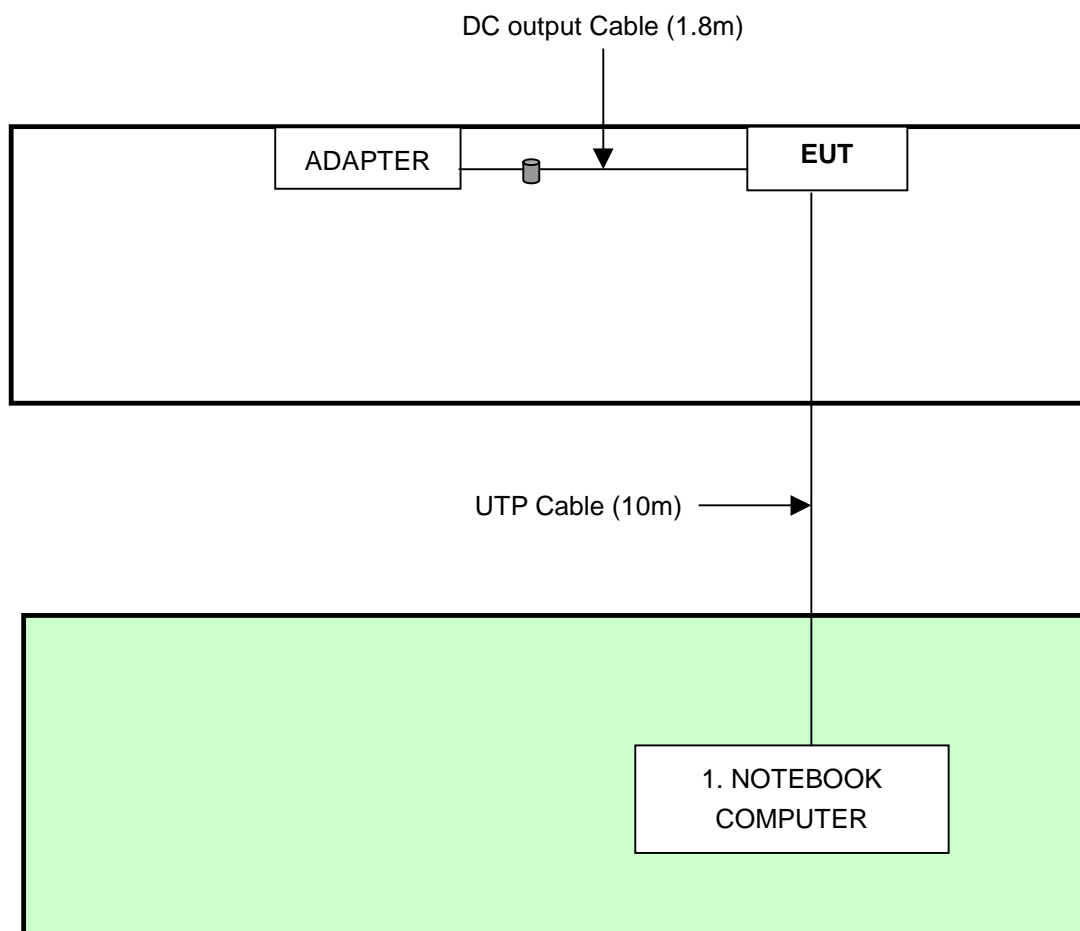 DC output Cable (1.8m)
ADAPTER
EUT
UTP Cable (10m)
1. NOTEBOOK
COMPUTER